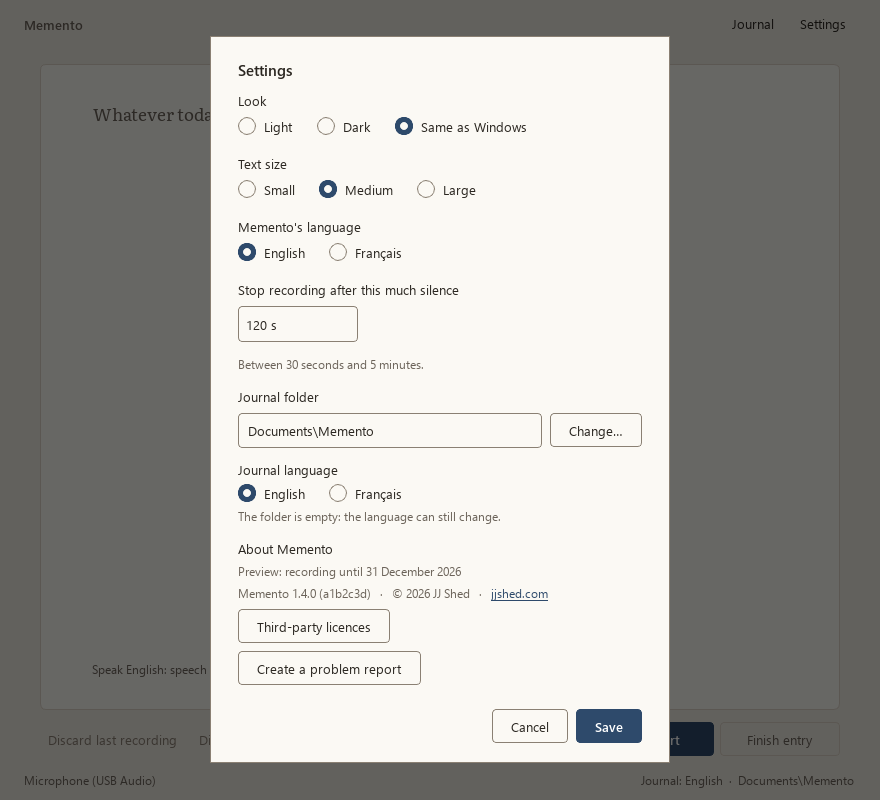 Memento
Journal Settings
Whatever toda
Settings
Look
Light Dark Same as Windows
Text size
Small Medium Large
Memento's language
English Français
Stop recording after this much silence
120 s
Between 30 seconds and 5 minutes.
Journal folder
Documents\Memento Change...
Journal language
English Français
The folder is empty: the language can still change.
About Memento
Preview: recording until 31 December 2026
Memento 1.4.0 (a1b2c3d) · © 2026 JJ Shed · jjshed.com
Third-party licences
Create a problem report
Speak English: speech
Cancel Save
Discard last recording Di rt Finish entry
Microphone (USB Audio) Journal: English · Documents\Memento